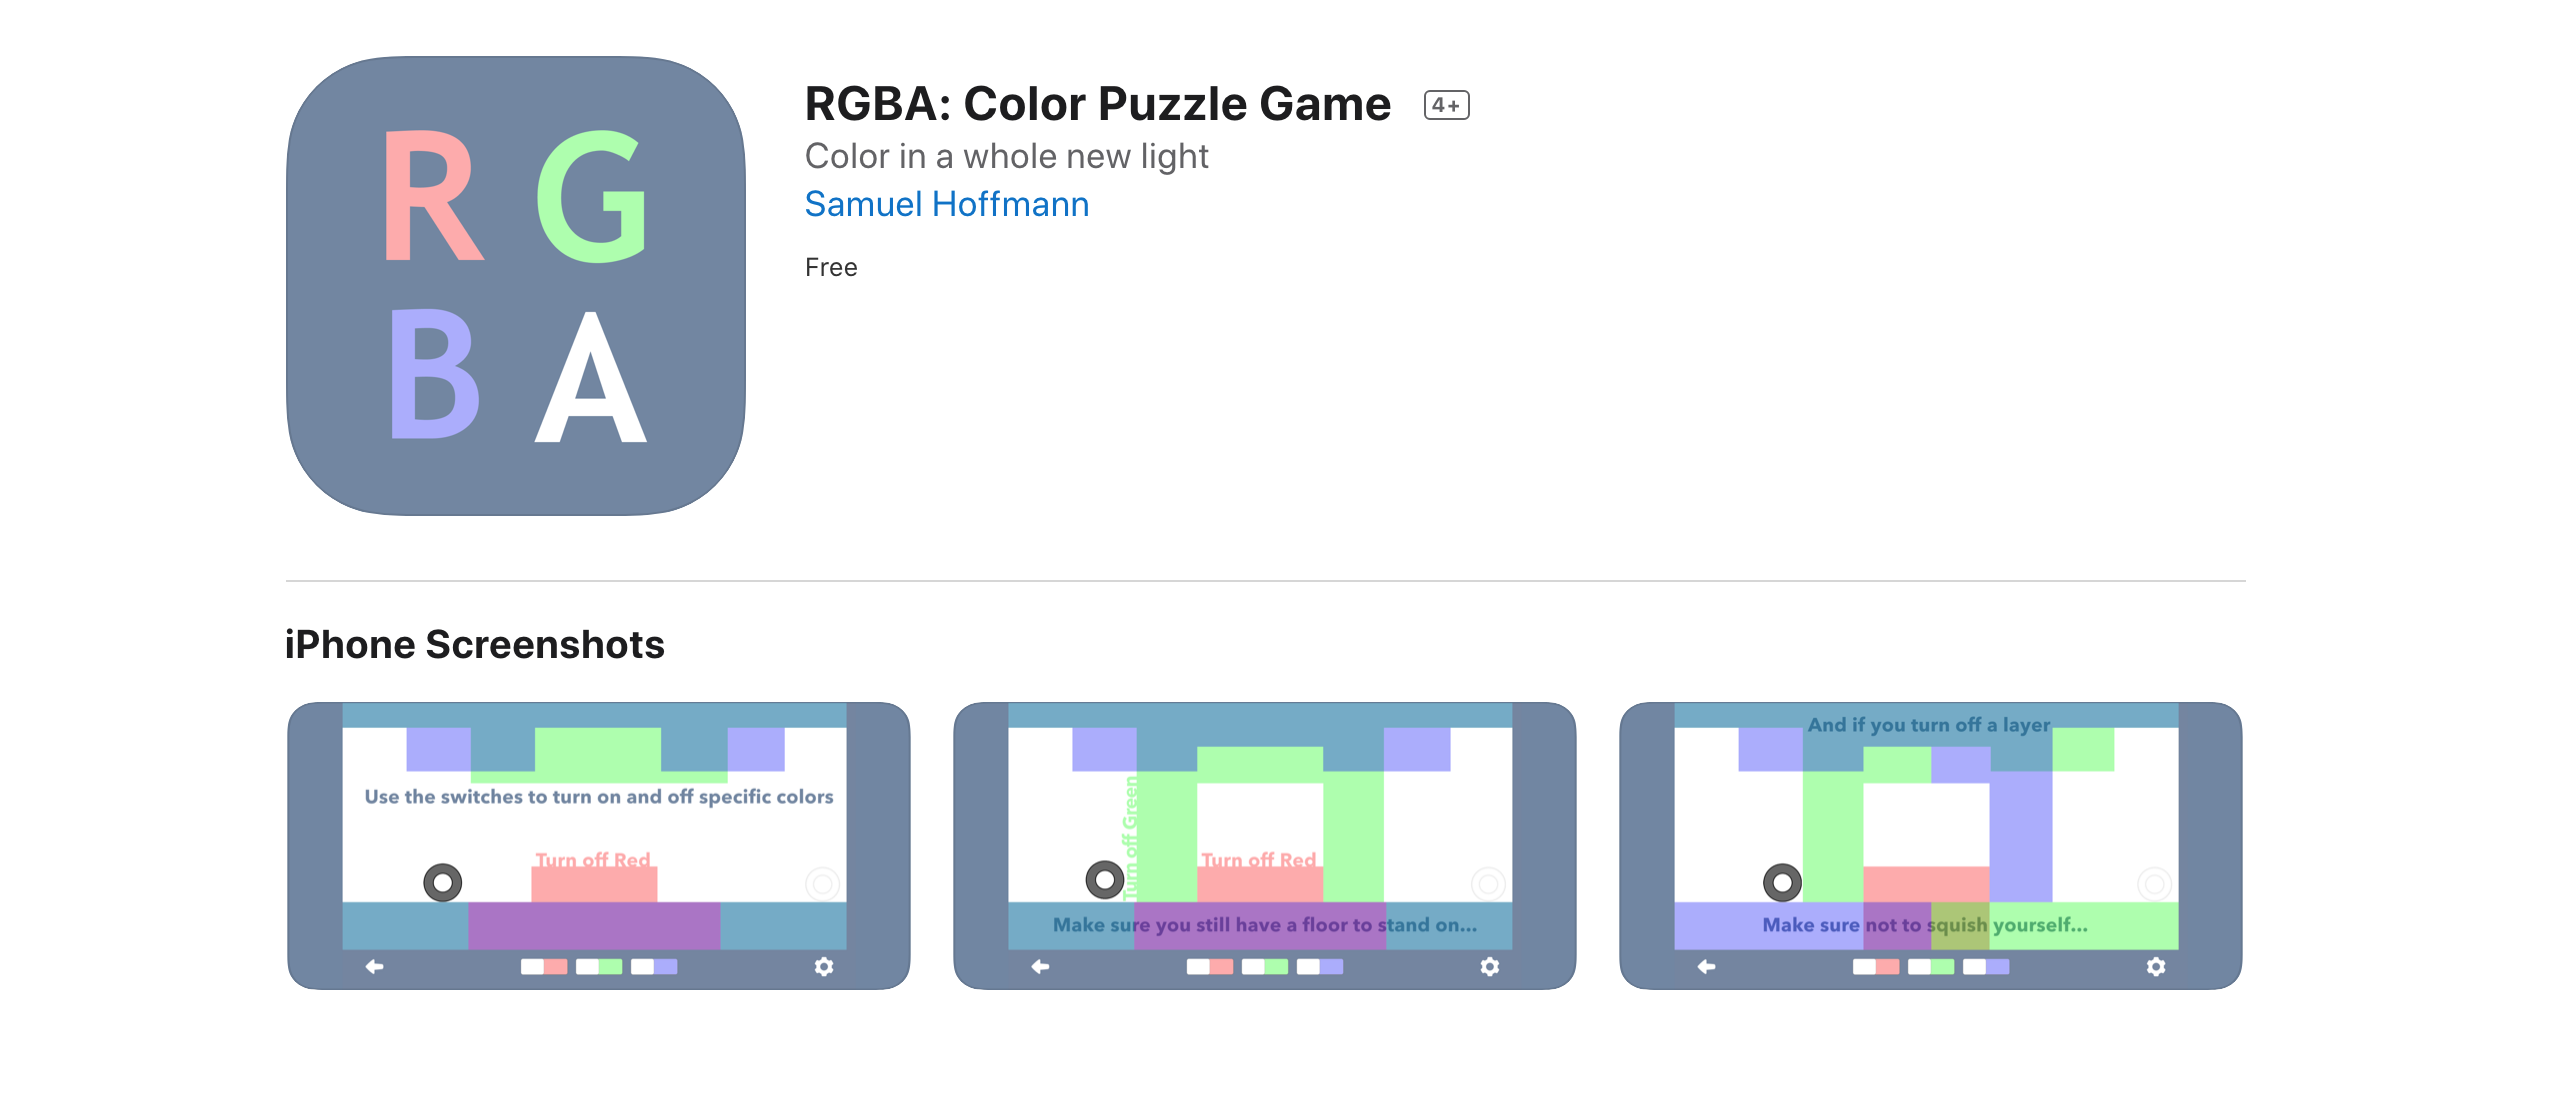 R G
B A
RGBA: Color Puzzle Game 4+
Color in a whole new light
Samuel Hoffmann
Free
iPhone Screenshots
Use the switches to turn on and off specific colors
Turn off Red
Turn off Green
Turn off Red
Make sure you still have a floor to stand on...
And if you turn off a layer
Make sure not to squish yourself...